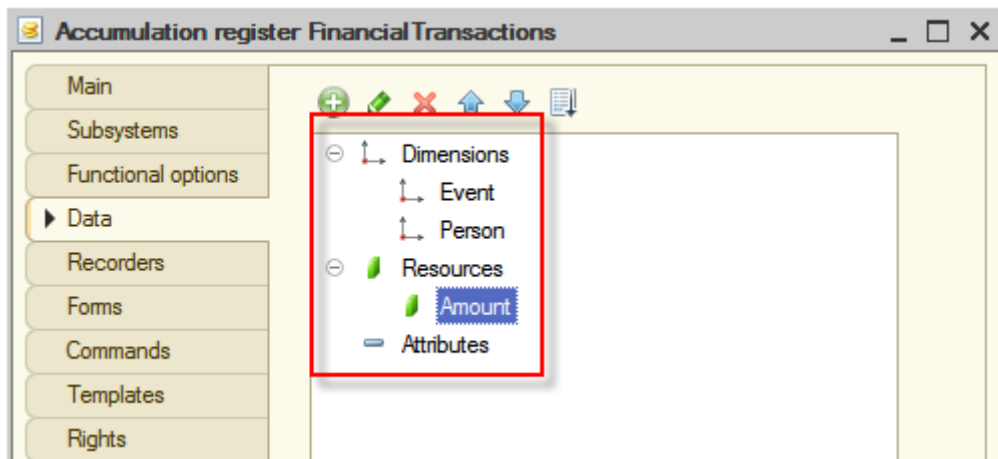 Accumulation register FinancialTransactions
Main
Subsystems
Functional options
Data
Recorders
Forms
Commands
Templates
Rights
Dimensions
Event
Person
Resources
Amount
Attributes